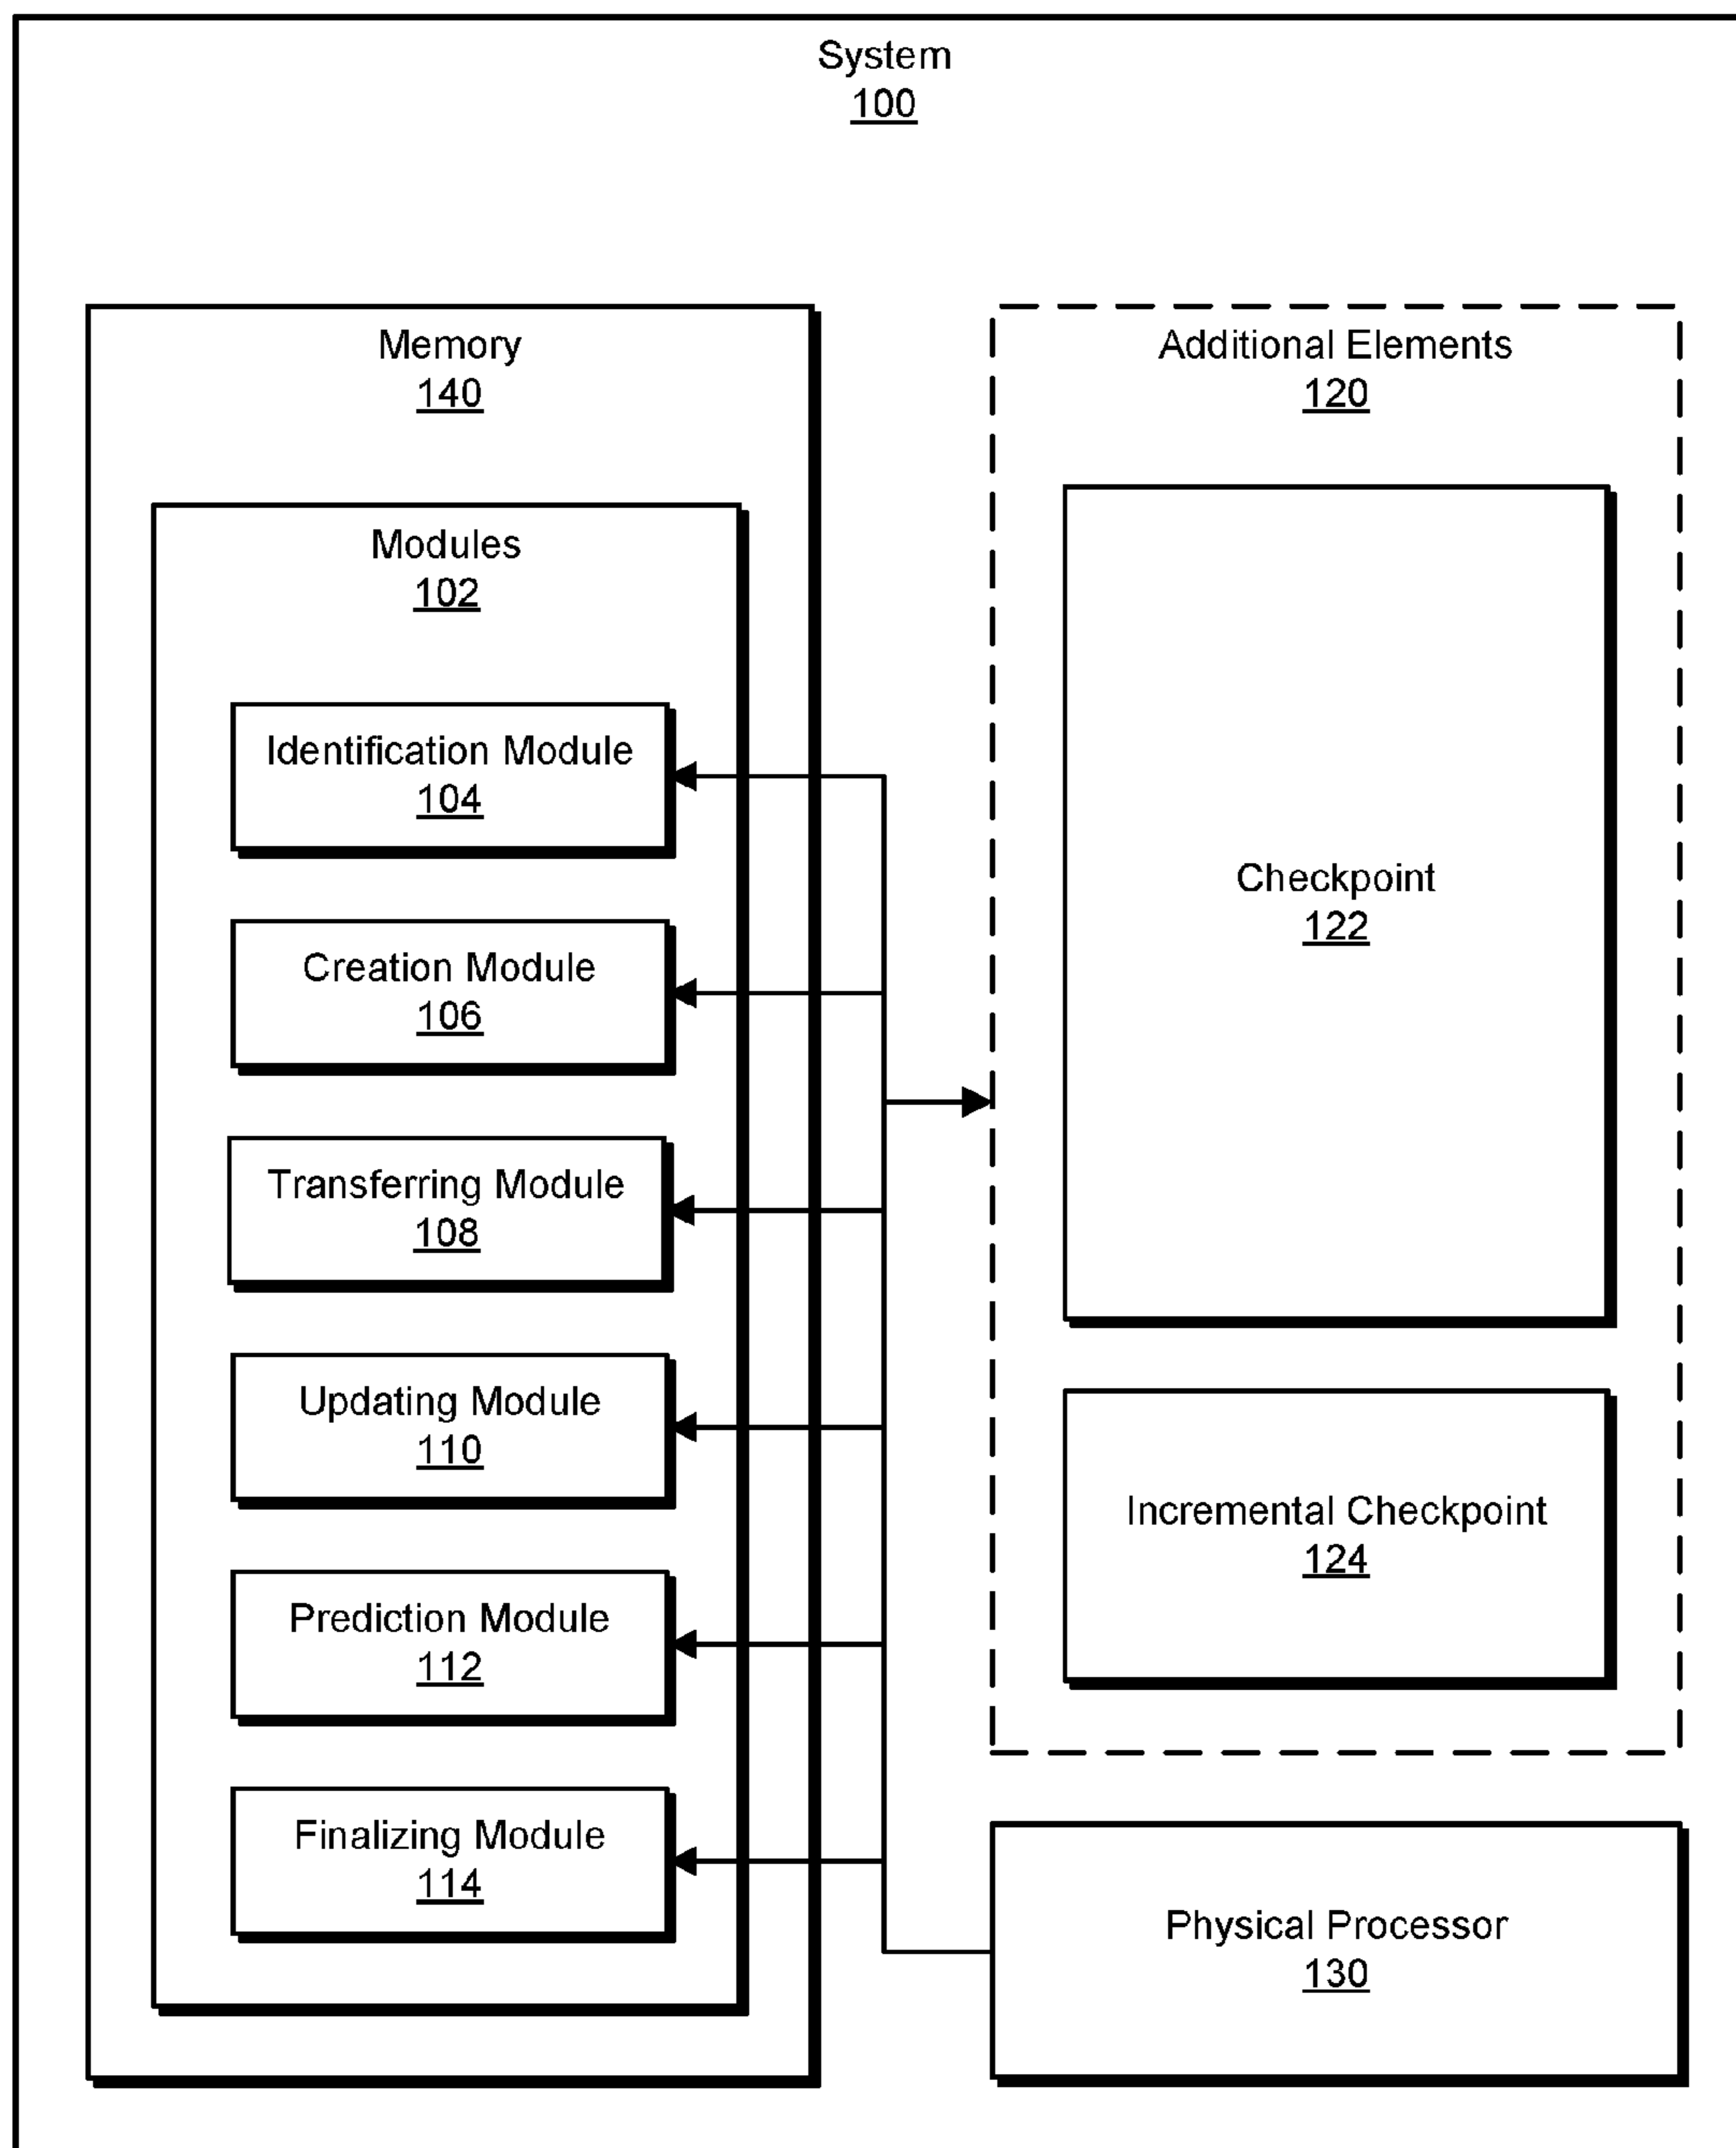 System
100
Memory
140
Modules
102
Identification Module
104
Creation Module
106
Transferring Module
108
Updating Module
110
Prediction Module
112
Finalizing Module
114
Additional Elements
120
Checkpoint
122
Incremental Checkpoint
124
Physical Processor
130